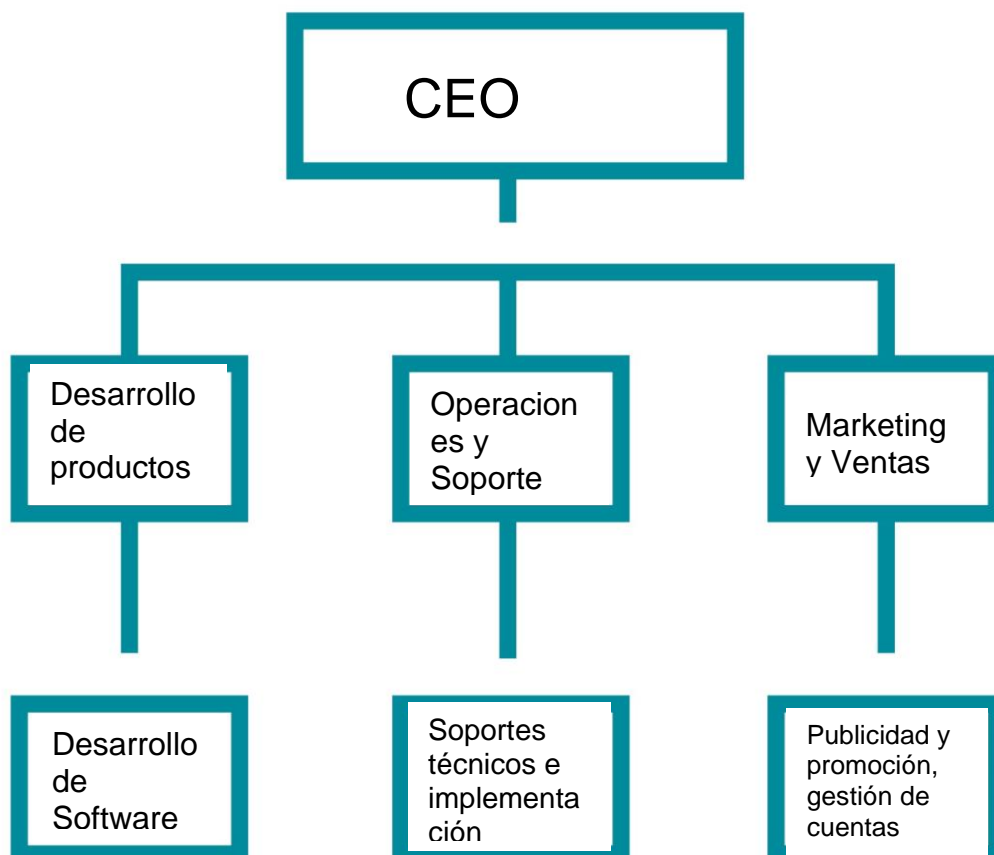 CEO
Desarrollo
de
productos
Operacion
es y
Soporte
Marketing
y Ventas
Desarrollo
de
Software
Soportes
técnicos e
implementa
ción
Publicidad y
promoción,
gestión de
cuentas